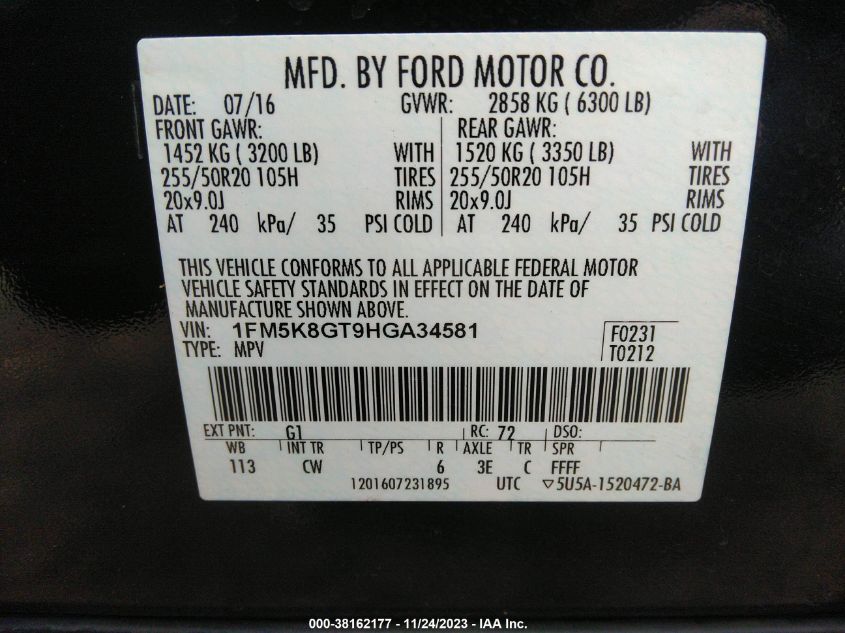 MFD. BY FORD MOTOR CO.
DATE: 07/16 GVWR: 2858 KG ( 6300 LB)
FRONT GAWR: REAR GAWR:
1452 KG ( 3200 LB) WITH 1520 KG ( 3350 LB) WITH
255/50R20 105H TIRES 255/50R20 105H TIRES
20x9.0J RIMS 20x9.0J RIMS
AT 240 kPa/ 35 PSI COLD AT 240 kPa/ 35 PSI COLD
THIS VEHICLE CONFORMS TO ALL APPLICABLE FEDERAL MOTOR
VEHICLE SAFETY STANDARDS IN EFFECT ON THE DATE OF
MANUFACTURE SHOWN ABOVE.
VIN: 1FM5K8GT9HGA34581 F0231
TYPE: MPV T0212
EXT PNT: G1 RC: 72 DSO:
WB INT TR TP/PS R AXLE TR SPR
113 CW 6 3E C FFFF
1201607231895 UTC ▽5U5A-1520472-BA
000-38162177 - 11/24/2023 - IAA Inc.